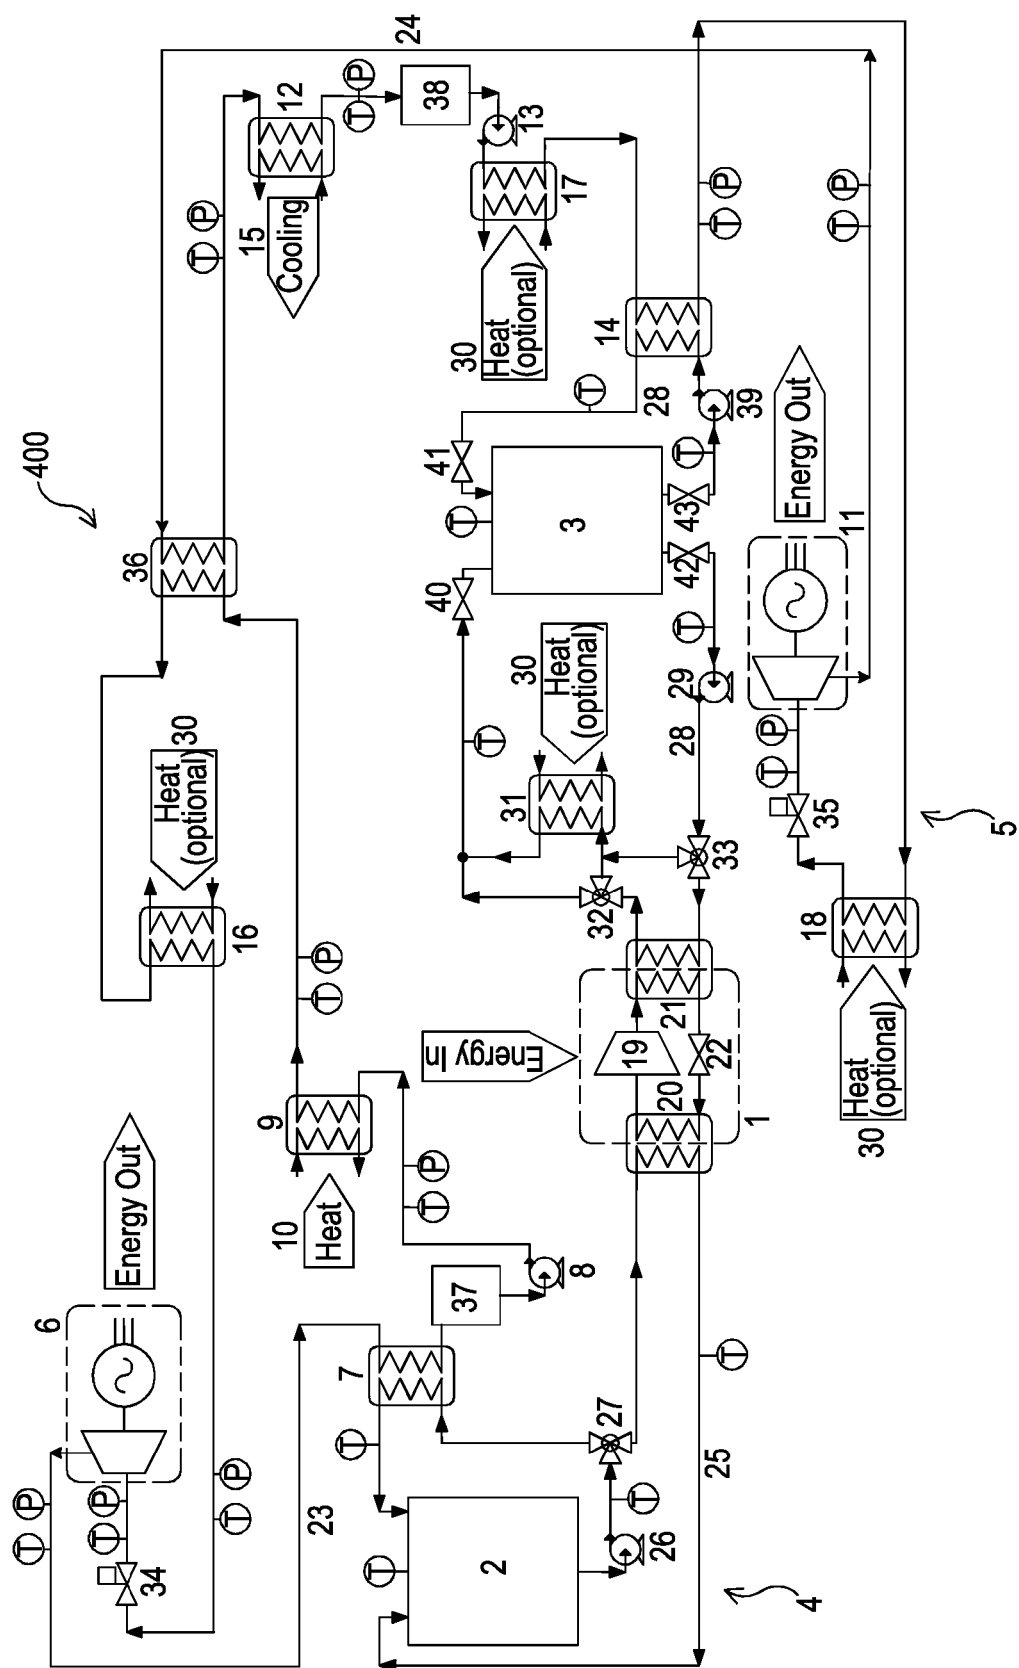 400
24
36
12
15
Cooling
T
P
T
P
38
13
17
30
Heat
(optional)
14
T
P
T
P
T
28
39
41
T
3
T
43
42
40
T
29
28
Energy Out
11
P
T
35
5
30
Heat
(optional)
31
T
32
33
18
30
Heat
(optional)
16
30
Heat
(optional)
T
P
9
10
Heat
Energy In
19
21
22
20
1
T
P
8
37
7
6
Energy Out
T
P
T
P
T
P
34
23
T
T
2
26
T
27
25
T
4